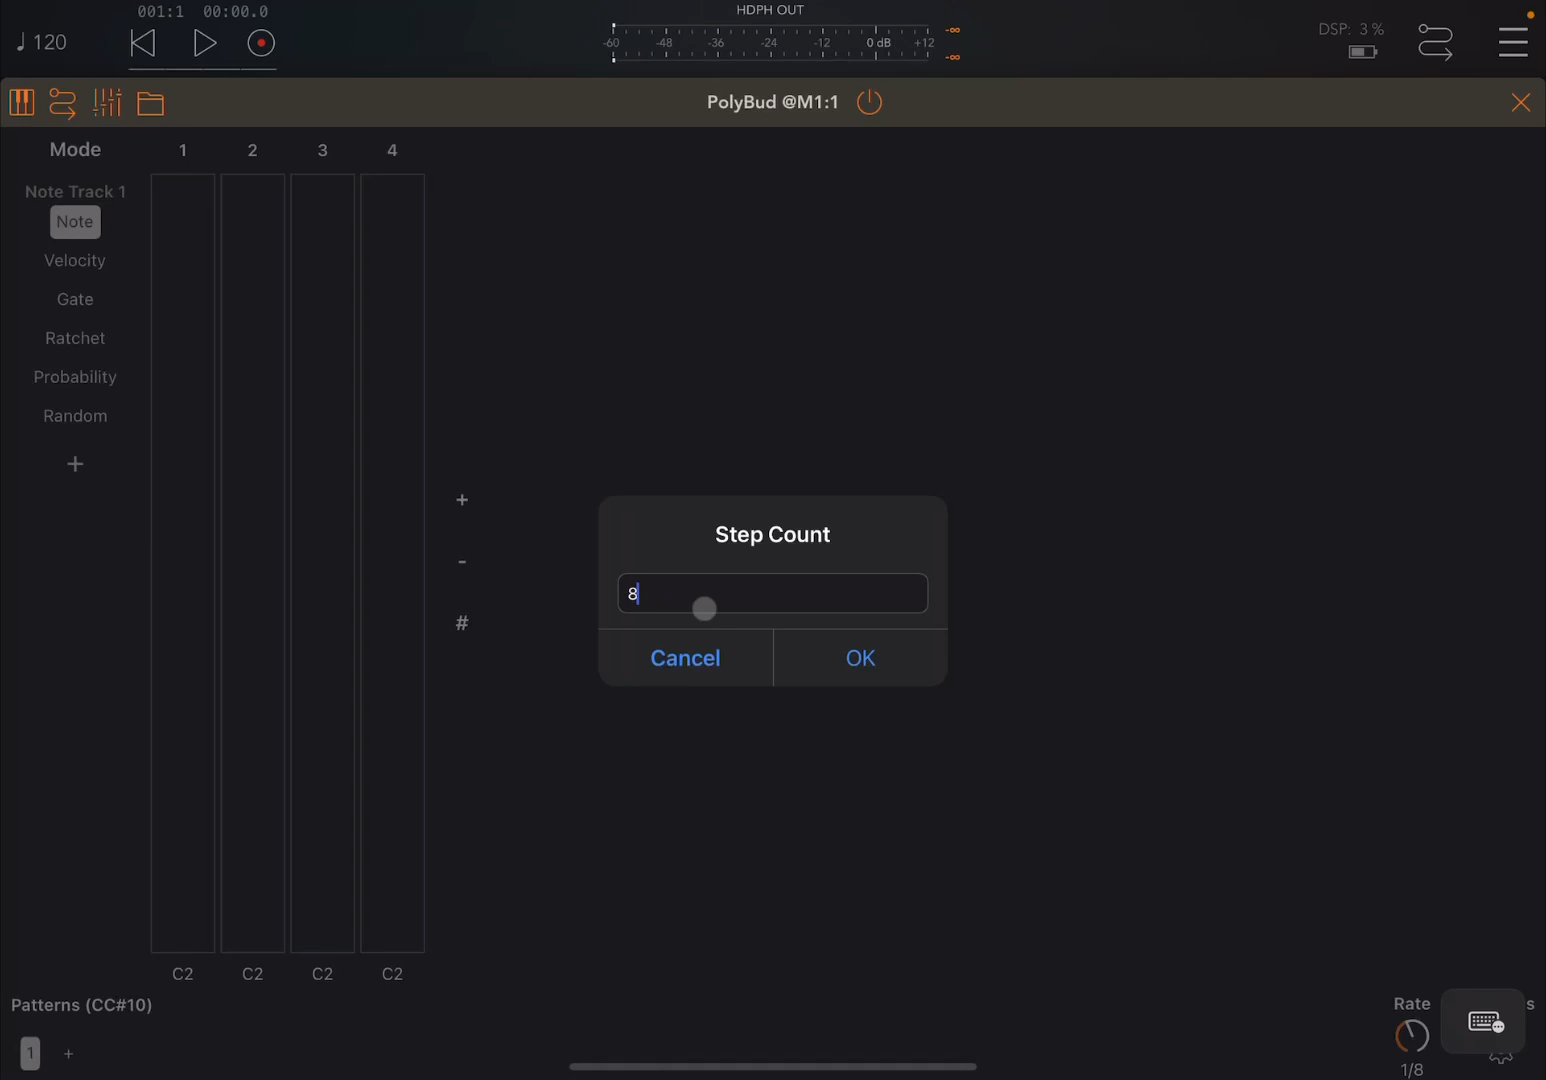 001:1 00:00.0
120
HDPH OUT
-60 -48 -36 -24 -12 0 dB +12
-∞
-∞
DSP: 3 %
PolyBud @M1:1
Mode 1 2 3 4
Note Track 1
Note
Velocity
Gate
Ratchet
Probability
Random
+
+
-
#
Step Count
8
Cancel OK
C2 C2 C2 C2
Patterns (CC#10)
1 +
Rate
s
1/8